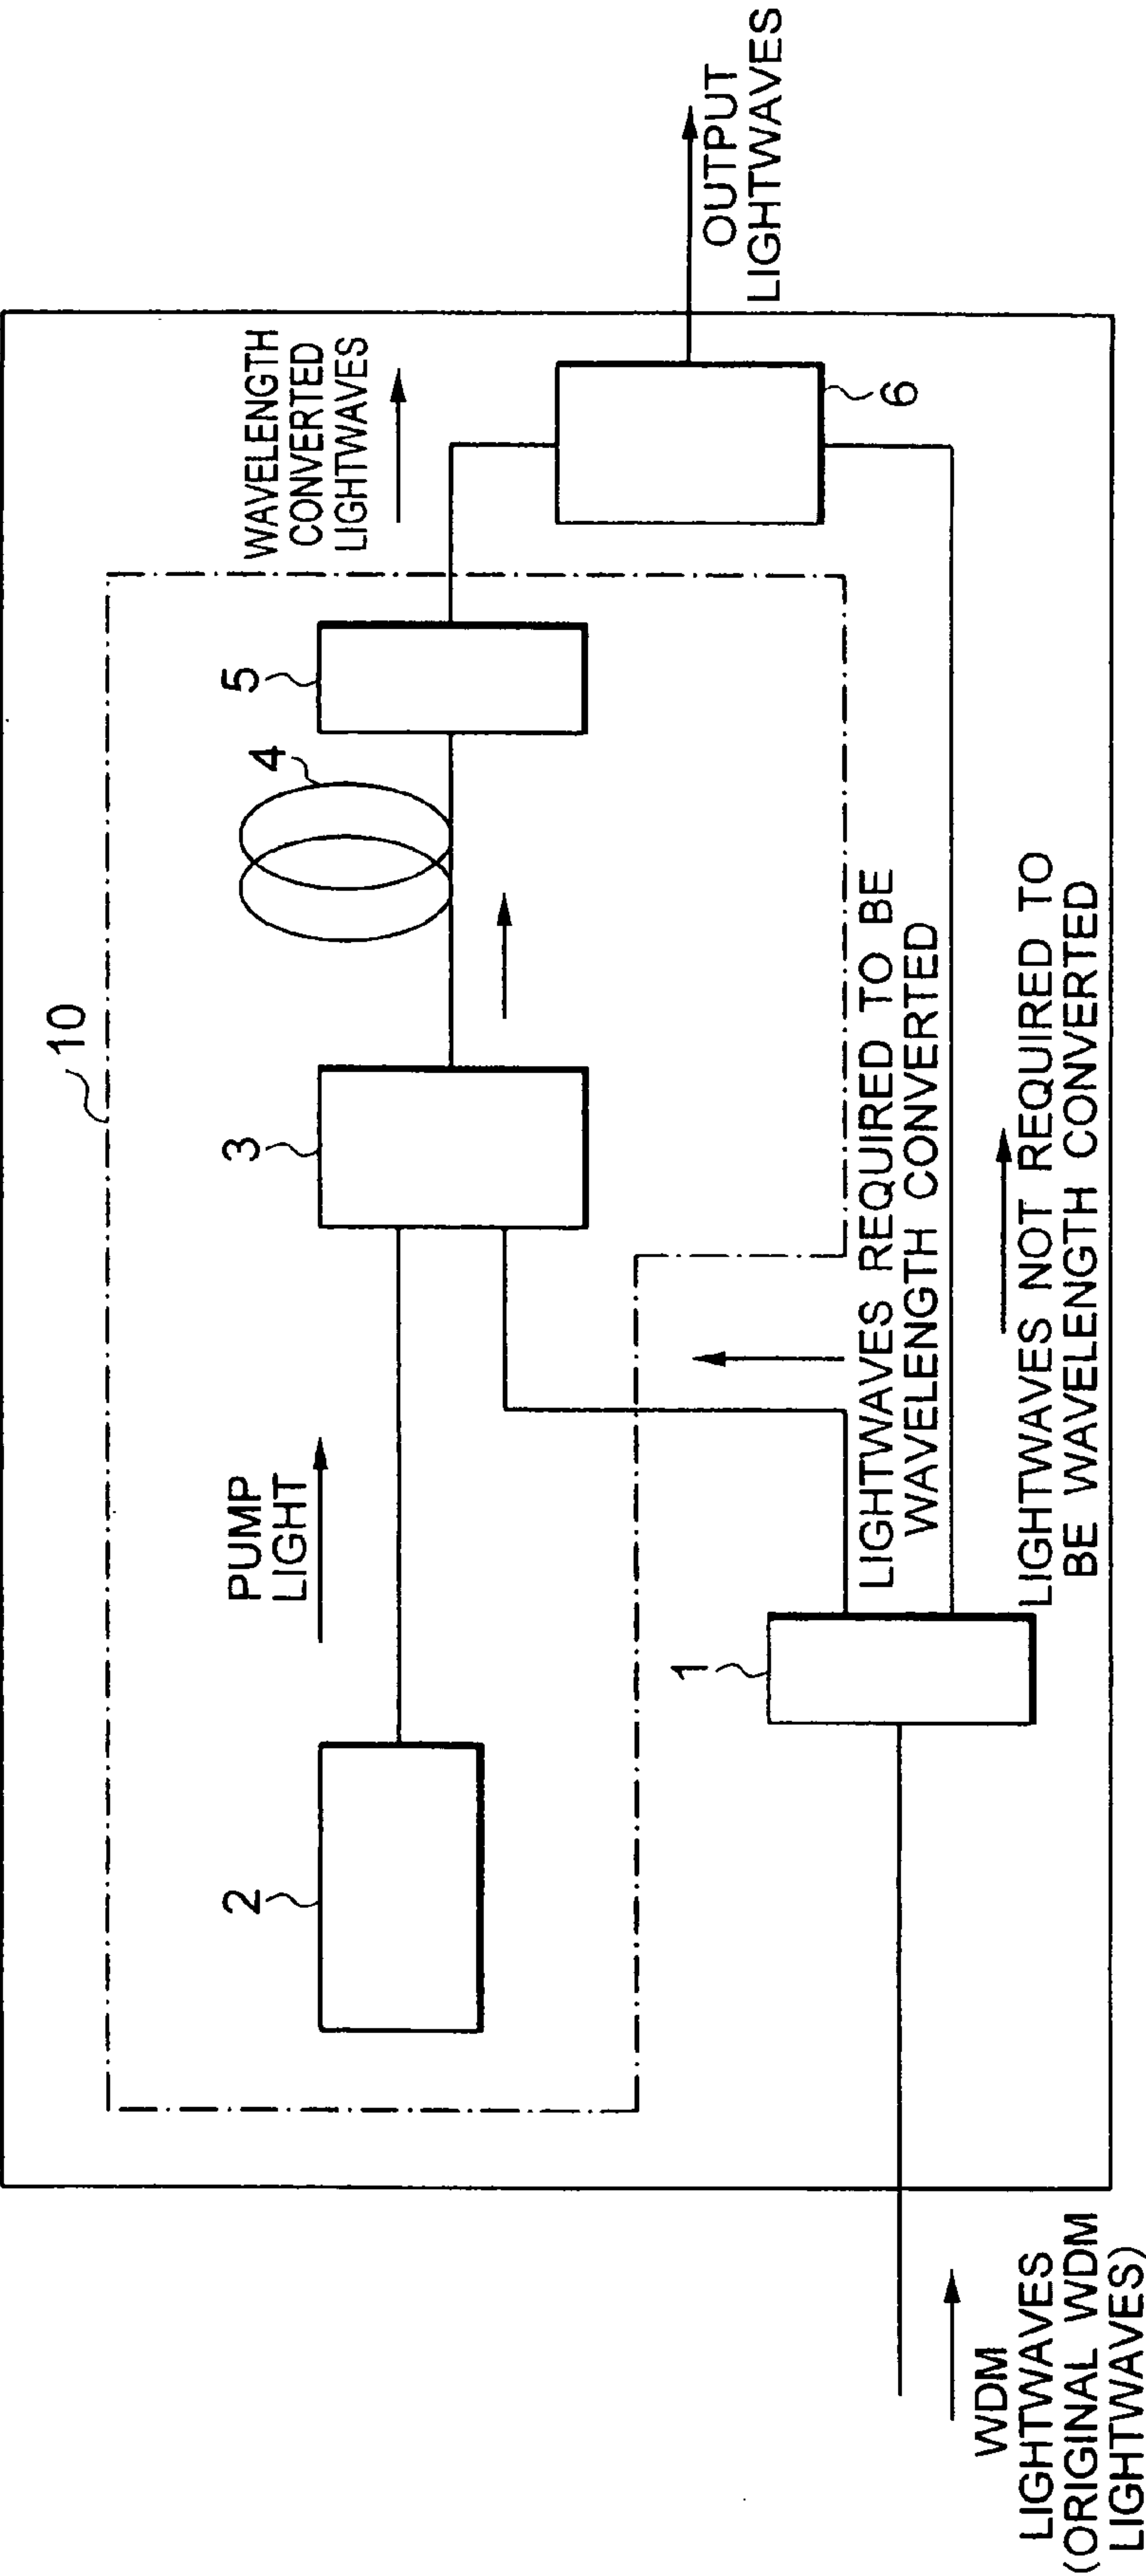 10
WAVELENGTH
CONVERTED
LIGHTWAVES
PUMP
LIGHT
2
3
4
5
OUTPUT
LIGHTWAVES
6
1
LIGHTWAVES REQUIRED TO BE
WAVELENGTH CONVERTED
WDM
LIGHTWAVES
(ORIGINAL WDM
LIGHTWAVES)
LIGHTWAVES NOT REQUIRED TO
BE WAVELENGTH CONVERTED